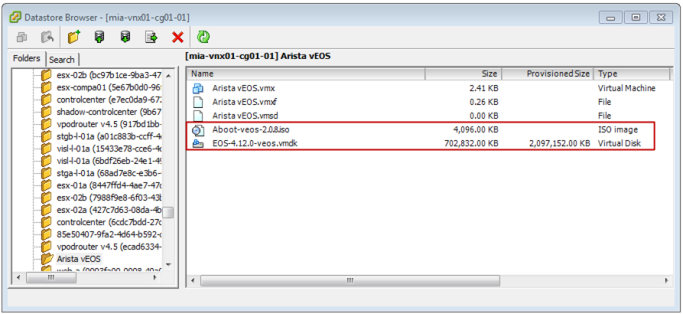 Datastore Browser - [mia-vnx01-cg01-01]
Folders Search
[mia-vnx01-cg01-01] Arista vEOS
esx-02b (bc97b1ce-9ba3-47
esx-compa01 (5e67b0d0-96
controlcenter (e7ec0da9-67
shadow-controlcenter (9b67
vpodrouter v4.5 (917bd1bb-
stgb-l-01a (a01c883b-ccff-4
visl-l-01a (15433e78-cce6-4
visl-l-01a (6bdf26eb-24e1-4
stga-l-01a (68ad7e8c-e3b6-
esx-01a (8447ffd4-4ae7-47
esx-02b (7988f9e8-6f03-43
esx-02a (427c7d63-08da-4b
controlcenter (6cdc7bdd-27
85e50407-9fa2-4d64-b592-
vpodrouter v4.5 (ecad6334-
Arista vEOS
Name Size Provisioned Size Type
Arista vEOS.vmx 2.41 KB Virtual Machine
Arista vEOS.vmxf 0.26 KB File
Arista vEOS.vmsd 0.00 KB File
Aboot-veos-2.0.8.iso 4,096.00 KB ISO image
EOS-4.12.0-veos.vmdk 702,832.00 KB 2,097,152.00 KB Virtual Disk